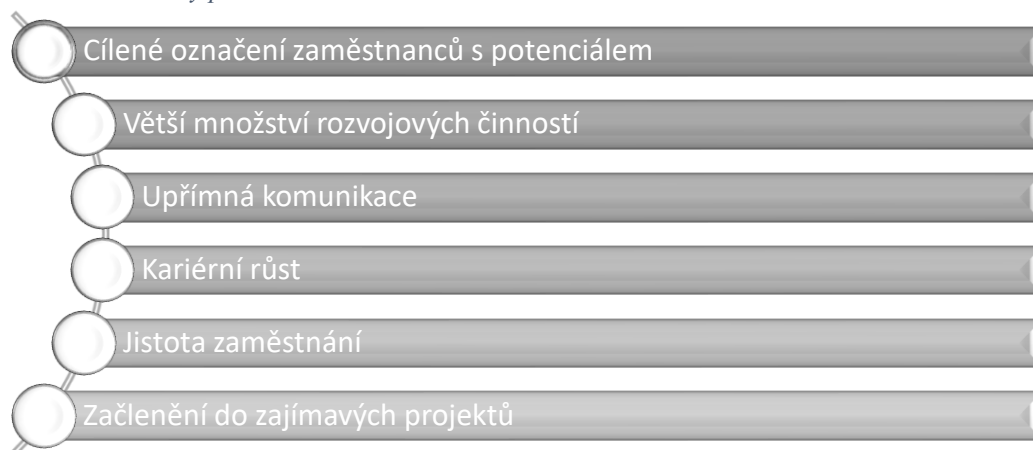 Cílené označení zaměstnanců s potenciálem
Větší množství rozvojových činností
Upřímná komunikace
Kariérní růst
Jistota zaměstnání
Začlenění do zajímavých projektů